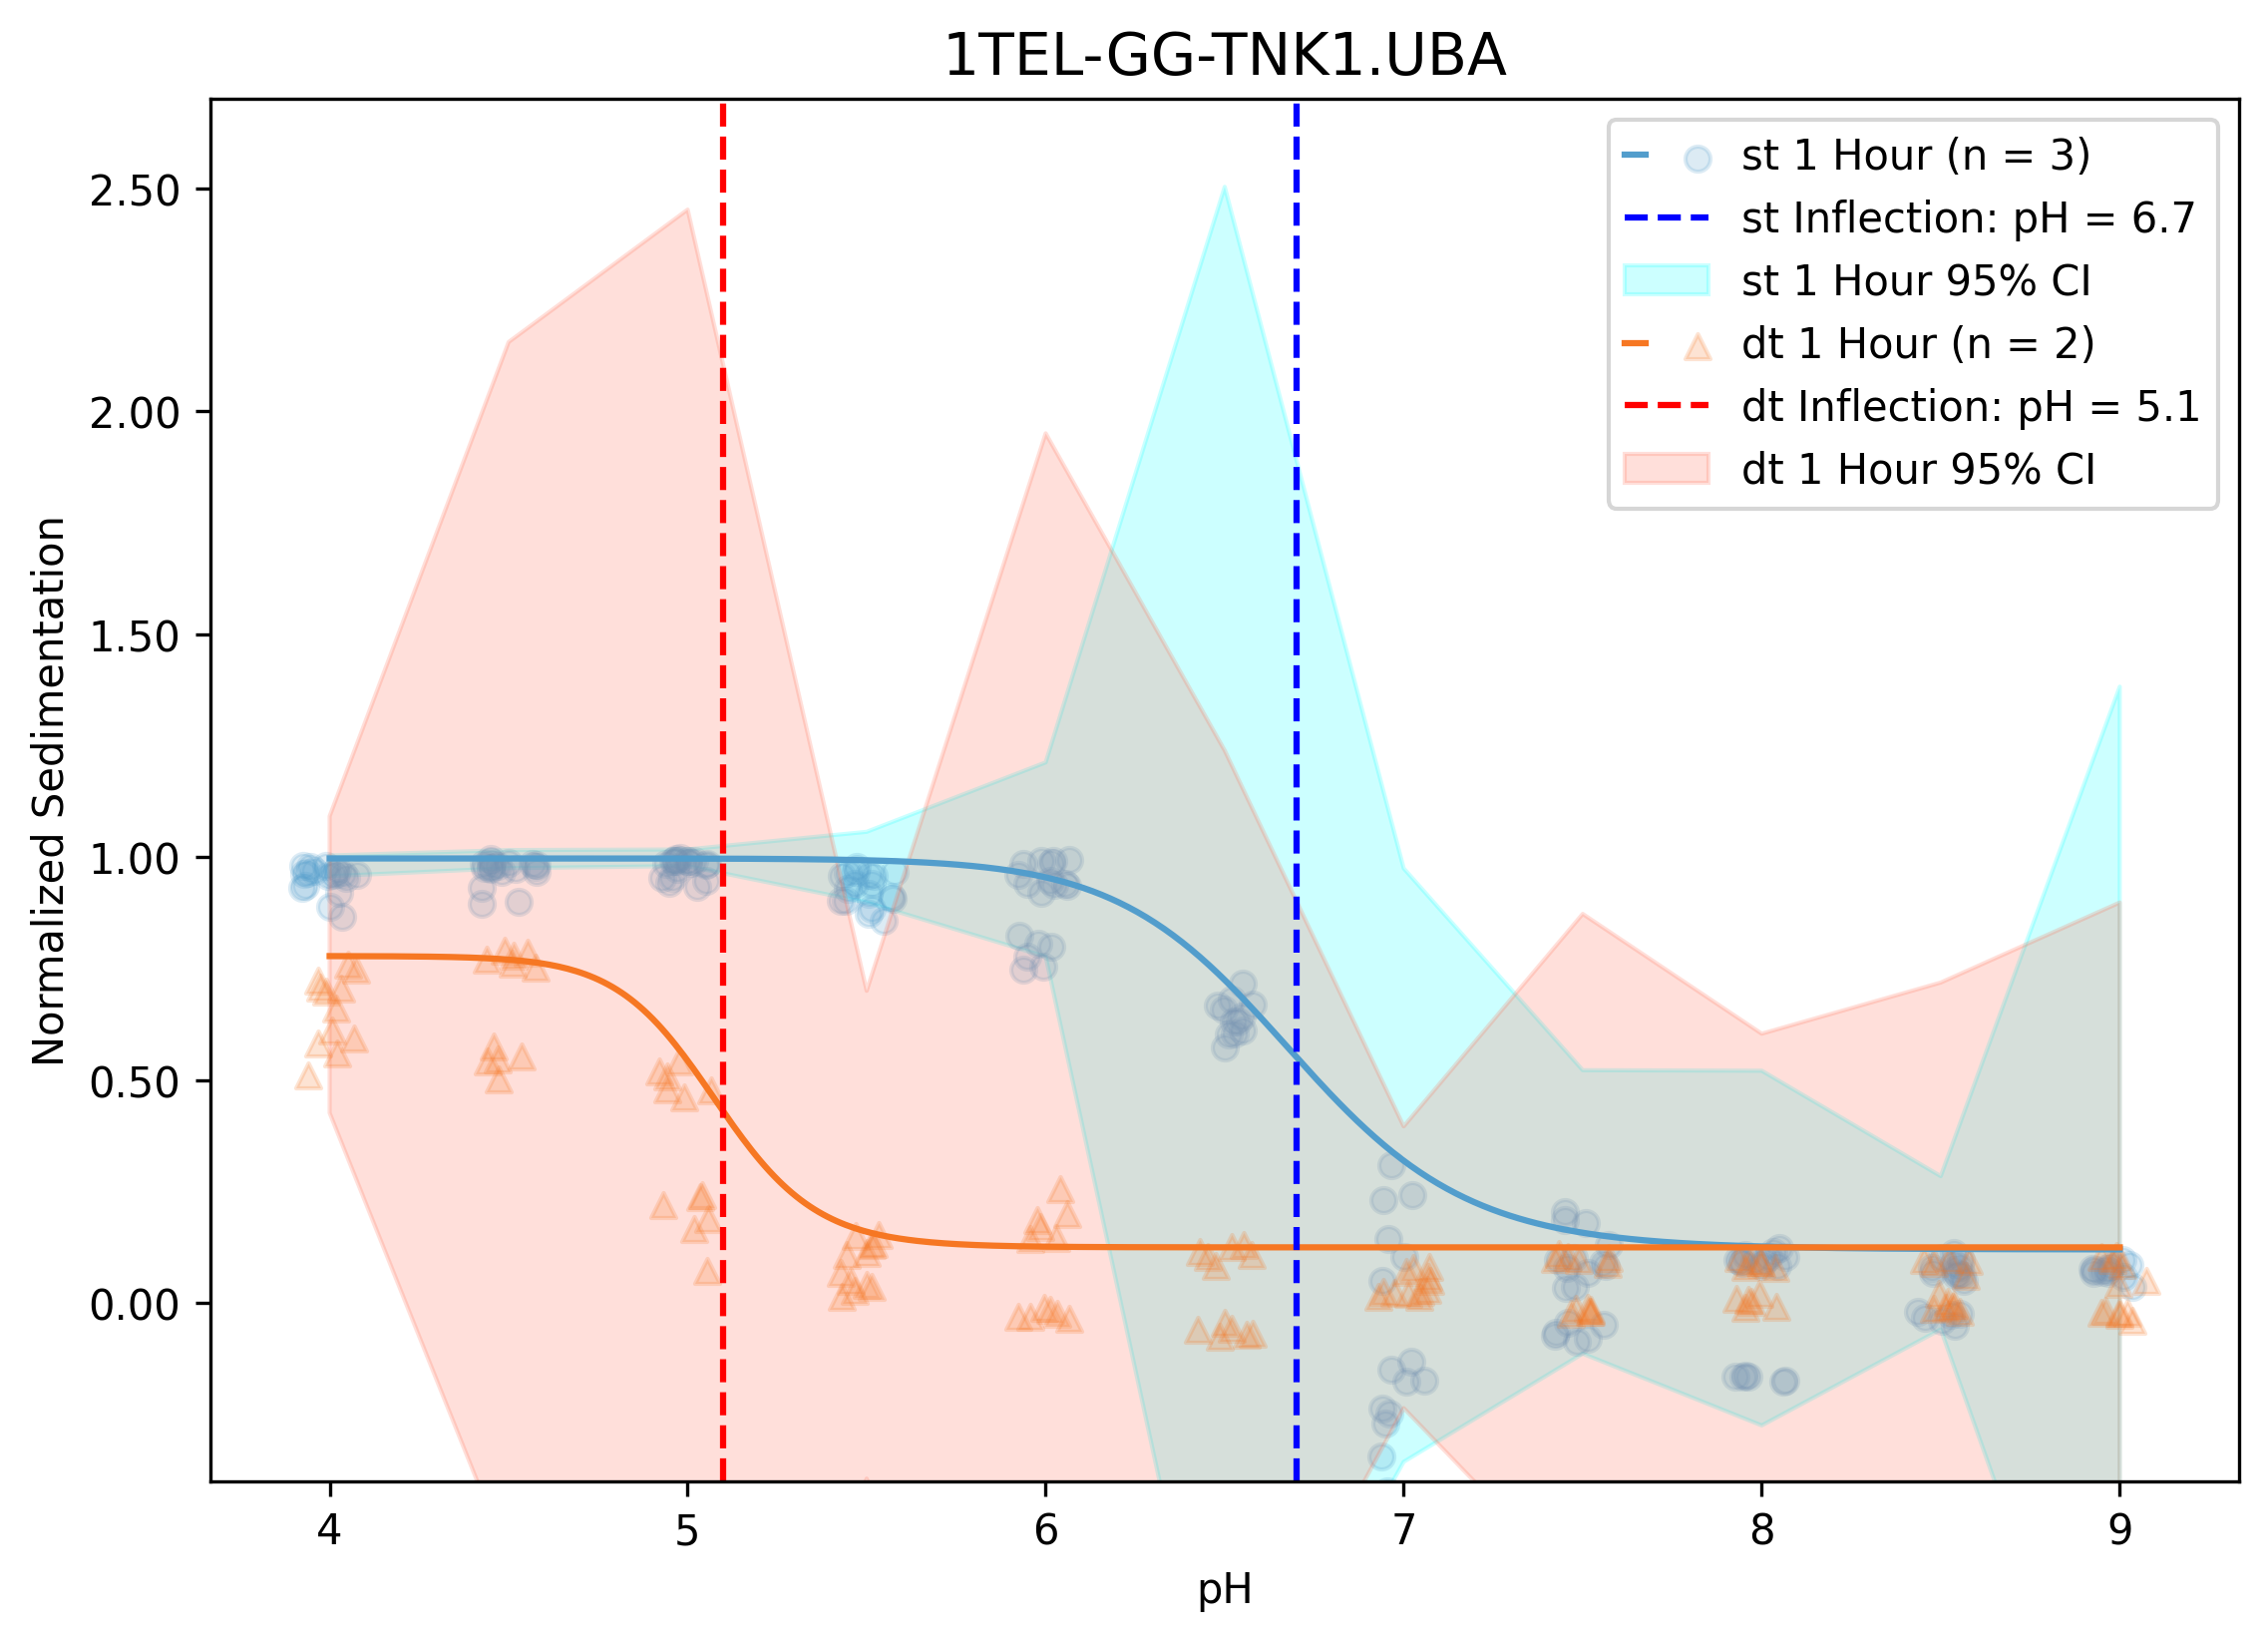 1TEL-GG-TNK1.UBA
Normalized Sedimentation
2.50
2.00
1.50
1.00
0.50
0.00
st 1 Hour (n = 3)
st Inflection: pH = 6.7
st 1 Hour 95% CI
dt 1 Hour (n = 2)
dt Inflection: pH = 5.1
dt 1 Hour 95% CI
4 5 6 7 8 9
pH